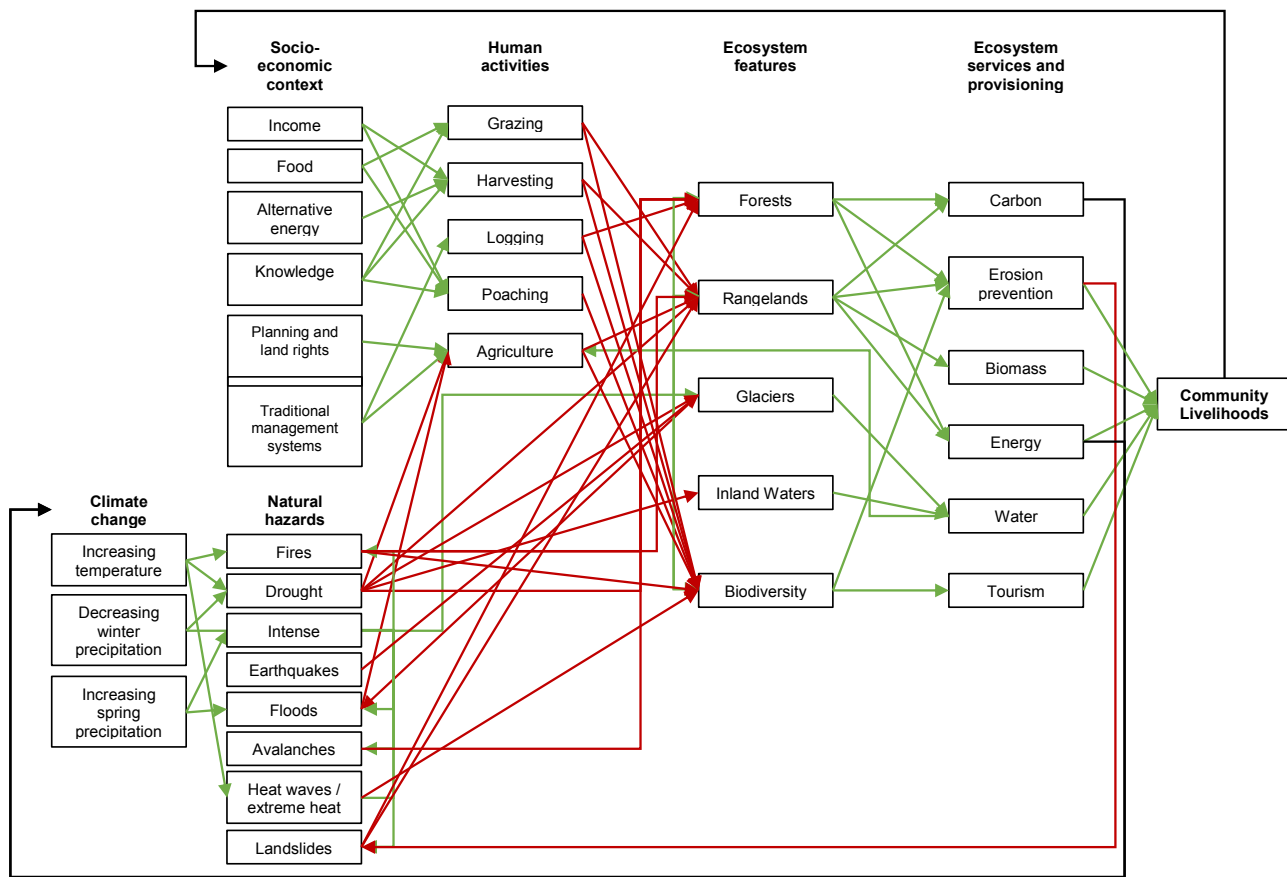 Socio-
economic
context
Human
activities
Ecosystem
features
Ecosystem
services and
provisioning
Income
Food
Alternative
energy
Knowledge
Planning and
land rights
Traditional
management
systems
Grazing
Harvesting
Logging
Poaching
Agriculture
Forests
Rangelands
Glaciers
Inland Waters
Biodiversity
Carbon
Erosion
prevention
Biomass
Energy
Water
Tourism
Community
Livelihoods
Climate
change
Increasing
temperature
Decreasing
winter
precipitation
Increasing
spring
precipitation
Natural
hazards
Fires
Drought
Intense
Earthquakes
Floods
Avalanches
Heat waves /
extreme heat
Landslides